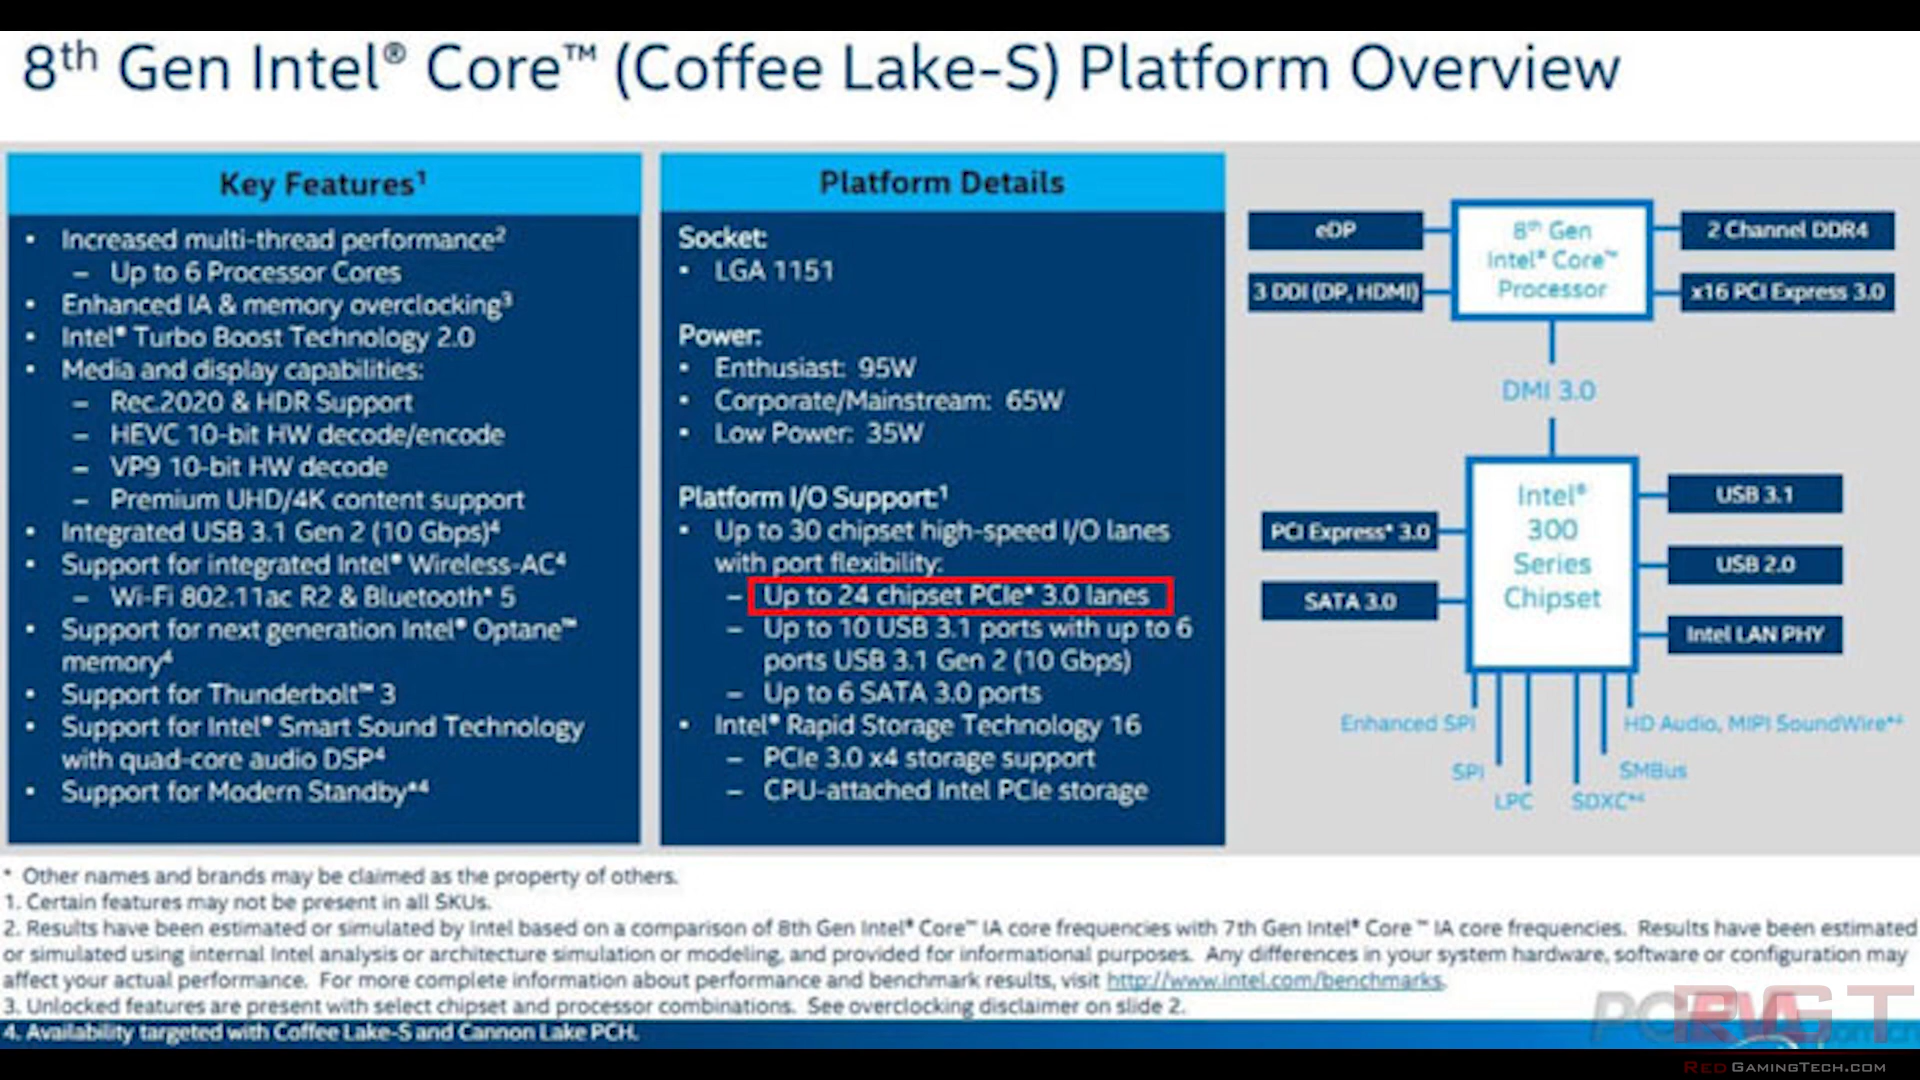 8th Gen Intel® Core™ (Coffee Lake-S) Platform Overview
Key Features¹
• Increased multi-thread performance²
– Up to 6 Processor Cores
• Enhanced IA & memory overclocking³
• Intel® Turbo Boost Technology 2.0
• Media and display capabilities:
– Rec.2020 & HDR Support
– HEVC 10-bit HW decode/encode
– VP9 10-bit HW decode
– Premium UHD/4K content support
• Integrated USB 3.1 Gen 2 (10 Gbps)⁴
• Support for integrated Intel® Wireless-AC⁴
– Wi-Fi 802.11ac R2 & Bluetooth* 5
• Support for next generation Intel® Optane™
memory⁴
• Support for Thunderbolt™ 3
• Support for Intel® Smart Sound Technology
with quad-core audio DSP⁴
• Support for Modern Standby*⁴
Platform Details
Socket:
• LGA 1151
Power:
• Enthusiast: 95W
• Corporate/Mainstream: 65W
• Low Power: 35W
Platform I/O Support:¹
• Up to 30 chipset high-speed I/O lanes
with port flexibility:
– Up to 24 chipset PCIe* 3.0 lanes
– Up to 10 USB 3.1 ports with up to 6
ports USB 3.1 Gen 2 (10 Gbps)
– Up to 6 SATA 3.0 ports
• Intel® Rapid Storage Technology 16
– PCIe 3.0 x4 storage support
– CPU-attached Intel PCIe storage
eDP
3 DDI (DP, HDMI)
8th Gen
Intel® Core™
Processor
2 Channel DDR4
x16 PCI Express 3.0
DMI 3.0
PCI Express* 3.0
SATA 3.0
Intel®
300
Series
Chipset
USB 3.1
USB 2.0
Intel LAN PHY
Enhanced SPI
HD Audio, MIPI SoundWire*⁴
SPI
SMBus
LPC
SDXC*⁴
* Other names and brands may be claimed as the property of others.
1. Certain features may not be present in all SKUs.
2. Results have been estimated or simulated by Intel based on a comparison of 8th Gen Intel® Core™ IA core frequencies with 7th Gen Intel® Core ™ IA core frequencies. Results have been estimated
or simulated using internal Intel analysis or architecture simulation or modeling, and provided for informational purposes. Any differences in your system hardware, software or configuration may
affect your actual performance. For more complete information about performance and benchmark results, visit http://www.intel.com/benchmarks.
3. Unlocked features are present with select chipset and processor combinations. See overclocking disclaimer on slide 2.
4. Availability targeted with Coffee Lake-S and Cannon Lake PCH.
RGT
REDGAMINGTECH.COM